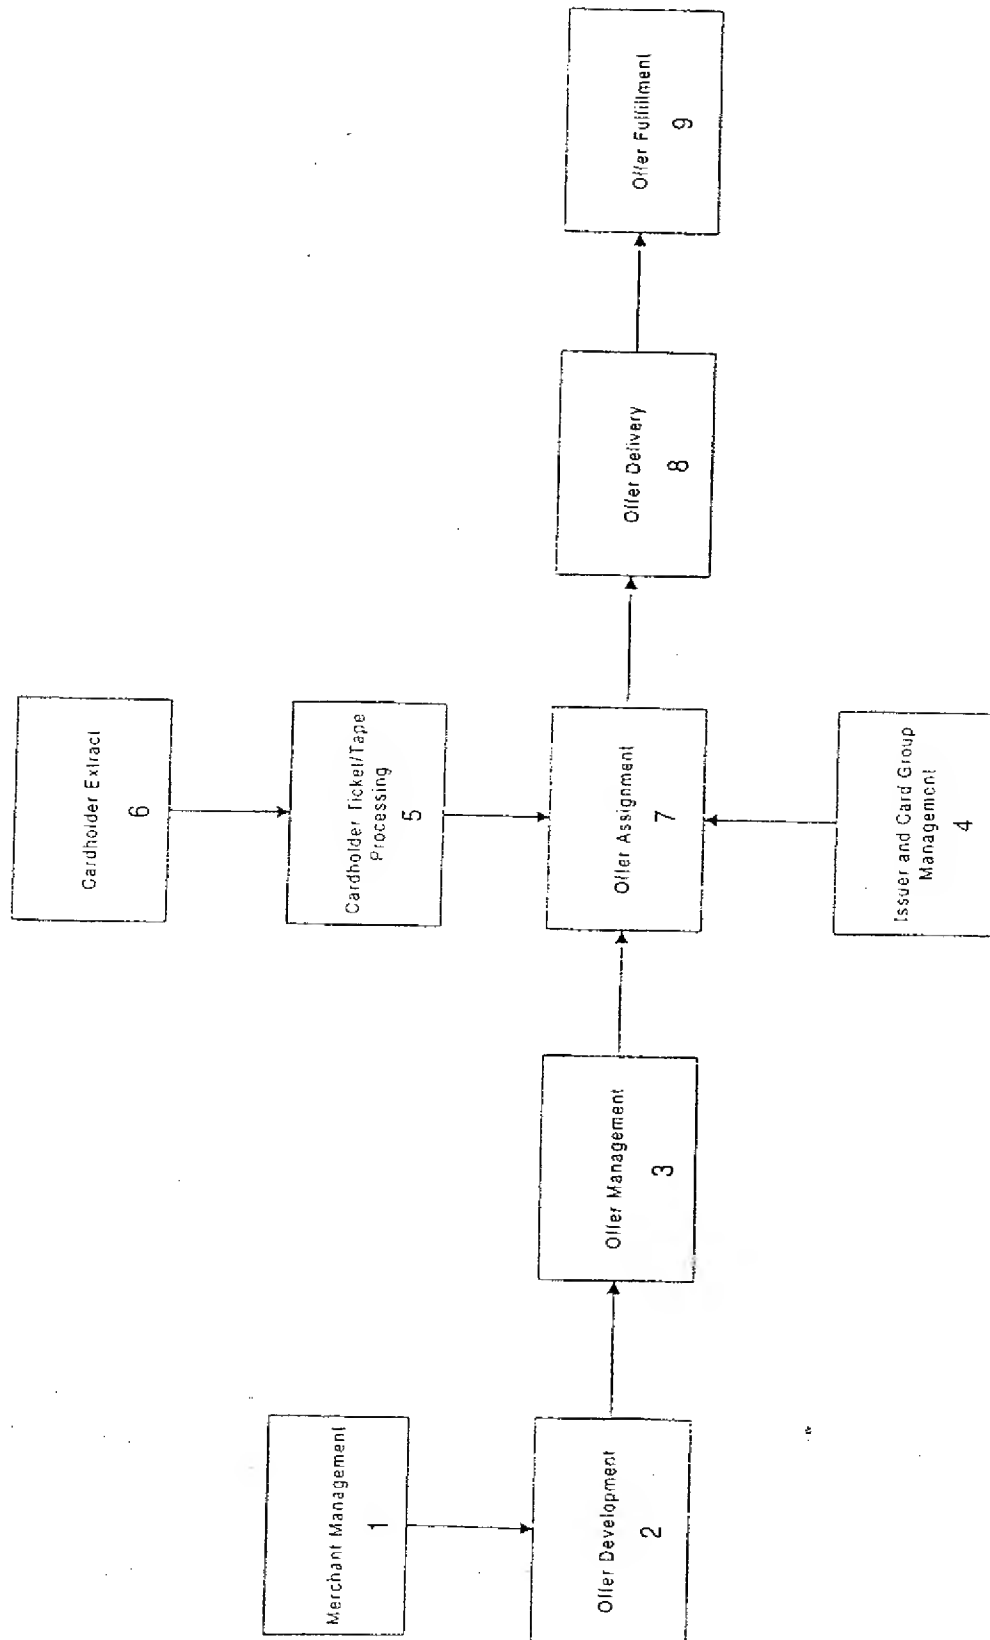 Merchant Management
1
Offer Development
2
Offer Management
3
Cardholder Extract
6
Cardholder Ticket/Tape
Processing
5
Offer Assignment
7
Issuer and Card Group
Management
4
Offer Delivery
8
Offer Fulfillment
9